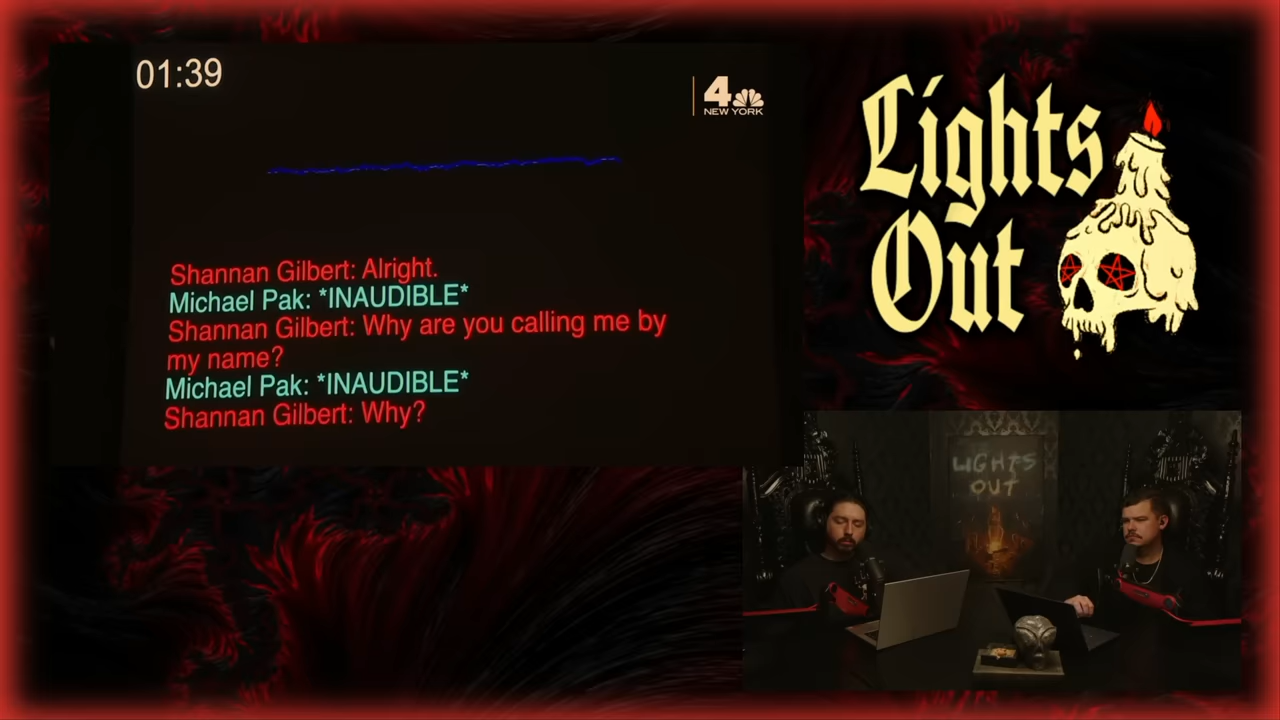 01:39
4
NEW YORK
Shannan Gilbert: Alright.
Michael Pak: *INAUDIBLE*
Shannan Gilbert: Why are you calling me by
my name?
Michael Pak: *INAUDIBLE*
Shannan Gilbert: Why?
Lights
Out
LIGHTS
OUT